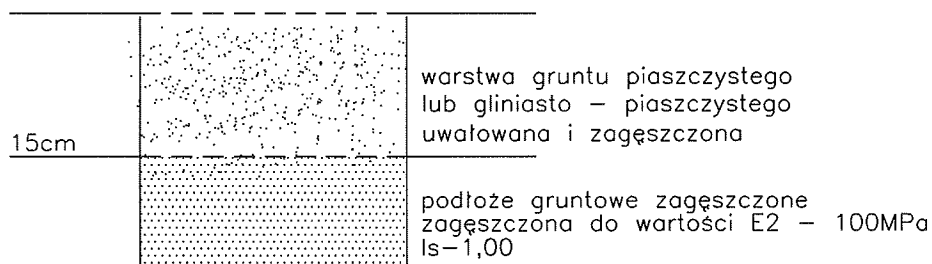 warstwa gruntu piaszczystego
lub gliniasto – piaszczystego
uwałowana i zagęszczona
15cm
podłoże gruntowe zagęszczone
zagęszczona do wartości E2 – 100MPa
Is–1,00